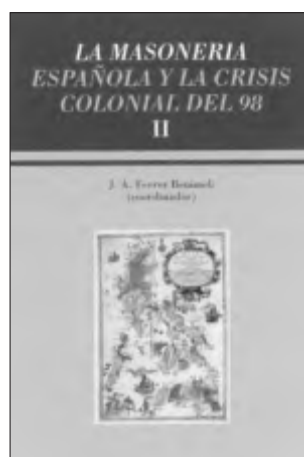 LA MASONERIA
ESPAÑOLA Y LA CRISIS
COLONIAL DEL 98
II
J. A. Ferrer Benimeli
(coordinador)